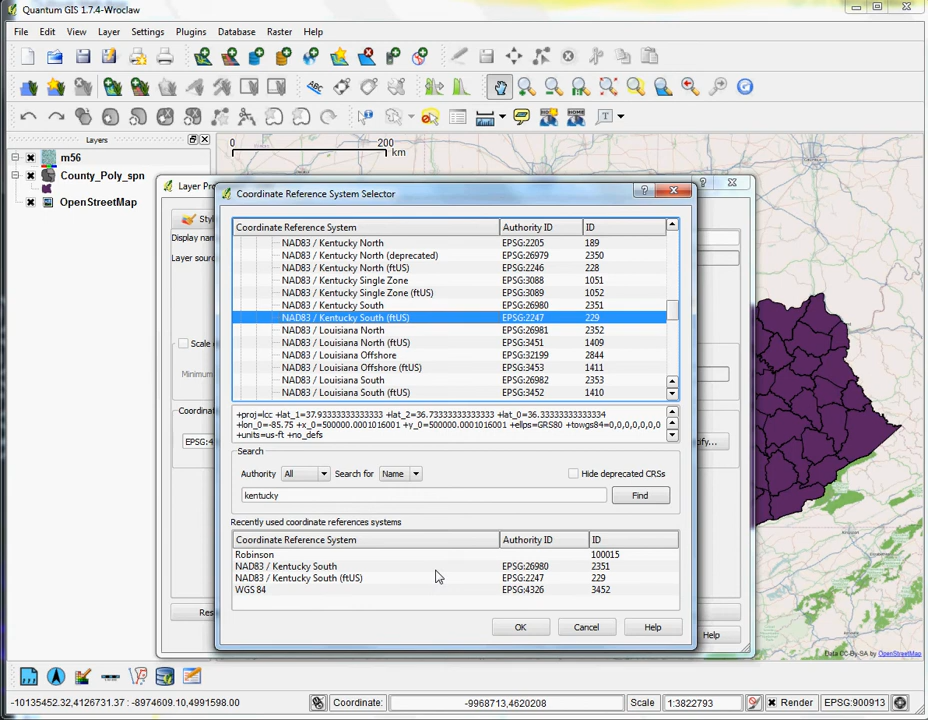 Quantum GIS 1.7.4-Wroclaw
File Edit View Layer Settings Plugins Database Raster Help
Layers
m56
County_Poly_spn
OpenStreetMap
0 200
km
Layer Pro
Coordinate Reference System Selector
Sty
Display name
Layer source
Scale
Minimum
Coordinat
EPSG:4
ify...
Res
Help
Coordinate Reference System Authority ID ID
NAD83 / Kentucky North EPSG:2205 189
NAD83 / Kentucky North (deprecated) EPSG:26979 2350
NAD83 / Kentucky North (ftUS) EPSG:2246 228
NAD83 / Kentucky Single Zone EPSG:3088 1051
NAD83 / Kentucky Single Zone (ftUS) EPSG:3089 1052
NAD83 / Kentucky South EPSG:26980 2351
NAD83 / Kentucky South (ftUS) EPSG:2247 229
NAD83 / Louisiana North EPSG:26981 2352
NAD83 / Louisiana North (ftUS) EPSG:3451 1409
NAD83 / Louisiana Offshore EPSG:32199 2844
NAD83 / Louisiana Offshore (ftUS) EPSG:3453 1411
NAD83 / Louisiana South EPSG:26982 2353
NAD83 / Louisiana South (ftUS) EPSG:3452 1410
+proj=lcc +lat_1=37.93333333333333 +lat_2=36.73333333333333 +lat_0=36.33333333333334
+lon_0=-85.75 +x_0=500000.0001016001 +y_0=500000.0001016001 +ellps=GRS80 +towgs84=0,0,0,0,0,0,0
+units=us-ft +no_defs
Search
Authority All Search for Name Hide deprecated CRSs
kentucky Find
Recently used coordinate references systems
Coordinate Reference System Authority ID ID
Robinson 100015
NAD83 / Kentucky South EPSG:26980 2351
NAD83 / Kentucky South (ftUS) EPSG:2247 229
WGS 84 EPSG:4326 3452
OK Cancel Help
Data CC-By-SA by OpenStreetMap
-10135452.32,4126731.37 : -8974609.10,4991598.00 Coordinate: -9968713,4620208 Scale 1:3822793 Render EPSG:900913